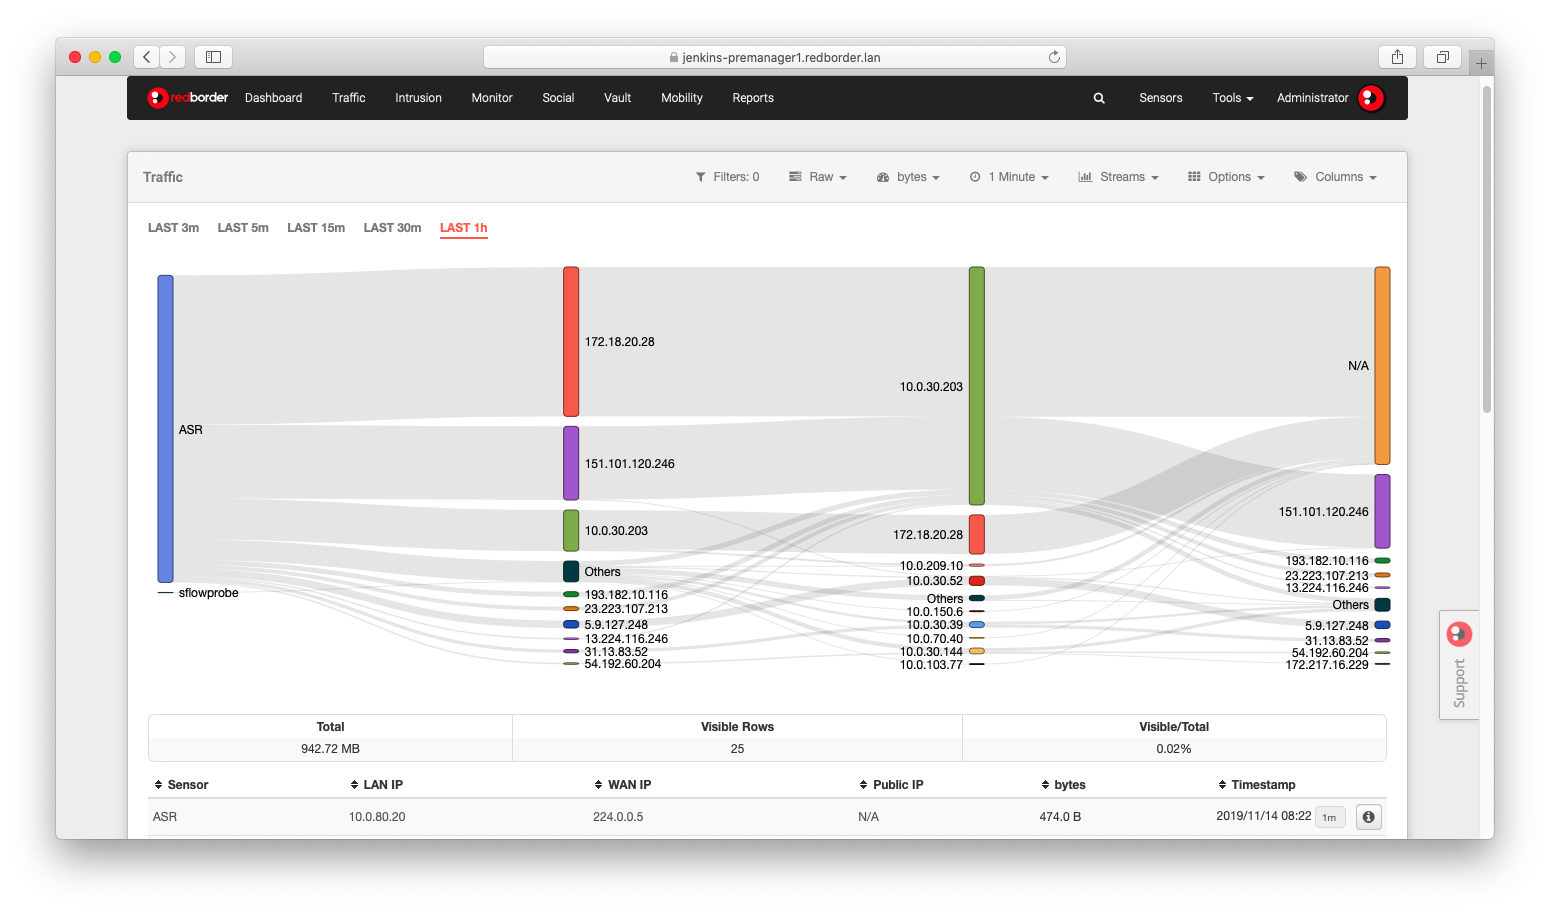 jenkins-premanager1.redborder.lan
redborder Dashboard Traffic Intrusion Monitor Social Vault Mobility Reports Sensors Tools Administrator
Traffic Filters: 0 Raw bytes 1 Minute Streams Options Columns
LAST 3m LAST 5m LAST 15m LAST 30m LAST 1h
ASR
sflowprobe
172.18.20.28
151.101.120.246
10.0.30.203
Others
193.182.10.116
23.223.107.213
5.9.127.248
13.224.116.246
31.13.83.52
54.192.60.204
10.0.30.203
172.18.20.28
10.0.209.10
10.0.30.52
Others
10.0.150.6
10.0.30.39
10.0.70.40
10.0.30.144
10.0.103.77
N/A
151.101.120.246
193.182.10.116
23.223.107.213
13.224.116.246
Others
5.9.127.248
31.13.83.52
54.192.60.204
172.217.16.229
Support
Total Visible Rows Visible/Total
942.72 MB 25 0.02%
Sensor LAN IP WAN IP Public IP bytes Timestamp
ASR 10.0.80.20 224.0.0.5 N/A 474.0 B 2019/11/14 08:22 1m